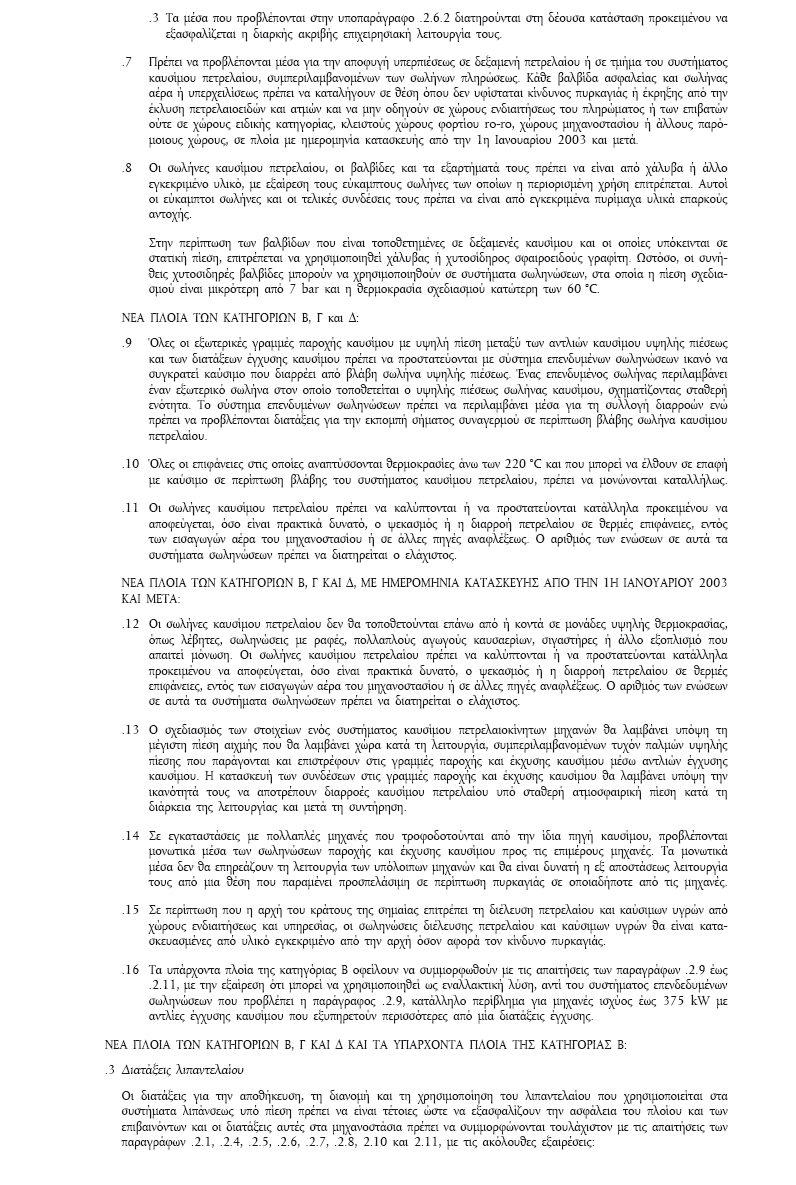 .3 Τα μέσα που προβλέπονται στην υποπαράγραφο .2.6.2 διατηρούνται στη δέουσα κατάσταση προκειμένου να
εξασφαλίζεται η διαρκής ακριβής επιχειρησιακή λειτουργία τους.
.7 Πρέπει να προβλέπονται μέσα για την αποφυγή υπερπιέσεως σε δεξαμενή πετρελαίου ή σε τμήμα του συστήματος
καυσίμου πετρελαίου, συμπεριλαμβανομένων των σωλήνων πληρώσεως. Κάθε βαλβίδα ασφαλείας και σωλήνας
αέρα ή υπερχειλίσεως πρέπει να καταλήγουν σε θέση όπου δεν υφίσταται κίνδυνος πυρκαγιάς ή έκρηξης από την
έκλυση πετρελαιοειδών και ατμών και να μην οδηγούν σε χώρους ενδιαιτήσεως του πληρώματος ή των επιβατών
ούτε σε χώρους ειδικής κατηγορίας, κλειστούς χώρους φορτίου ro-ro, χώρους μηχανοστασίου ή άλλους παρό-
μοιους χώρους, σε πλοία με ημερομηνία κατασκευής από την 1η Ιανουαρίου 2003 και μετά.
.8 Οι σωλήνες καυσίμου πετρελαίου, οι βαλβίδες και τα εξαρτήματά τους πρέπει να είναι από χάλυβα ή άλλο
εγκεκριμένο υλικό, με εξαίρεση τους εύκαμπτους σωλήνες των οποίων η περιορισμένη χρήση επιτρέπεται. Αυτοί
οι εύκαμπτοι σωλήνες και οι τελικές συνδέσεις τους πρέπει να είναι από εγκεκριμένα πυρίμαχα υλικά επαρκούς
αντοχής.
Στην περίπτωση των βαλβίδων που είναι τοποθετημένες σε δεξαμενές καυσίμου και οι οποίες υπόκεινται σε
στατική πίεση, επιτρέπεται να χρησιμοποιηθεί χάλυβας ή χυτοσίδηρος σφαιροειδούς γραφίτη. Ωστόσο, οι συνή-
θεις χυτοσιδηρές βαλβίδες μπορούν να χρησιμοποιηθούν σε συστήματα σωληνώσεων, στα οποία η πίεση σχεδια-
σμού είναι μικρότερη από 7 bar και η θερμοκρασία σχεδιασμού κατώτερη των 60 °C.
ΝΕΑ ΠΛΟΙΑ ΤΩΝ ΚΑΤΗΓΟΡΙΩΝ Β, Γ και Δ:
.9 Όλες οι εξωτερικές γραμμές παροχής καυσίμου με υψηλή πίεση μεταξύ των αντλιών καυσίμου υψηλής πιέσεως
και των διατάξεων έγχυσης καυσίμου πρέπει να προστατεύονται με σύστημα επενδυμένων σωληνώσεων ικανό να
συγκρατεί καύσιμο που διαρρέει από βλάβη σωλήνα υψηλής πιέσεως. Ένας επενδυμένος σωλήνας περιλαμβάνει
έναν εξωτερικό σωλήνα στον οποίο τοποθετείται ο υψηλής πιέσεως σωλήνας καυσίμου, σχηματίζοντας σταθερή
ενότητα. Το σύστημα επενδυμένων σωληνώσεων πρέπει να περιλαμβάνει μέσα για τη συλλογή διαρροών ενώ
πρέπει να προβλέπονται διατάξεις για την εκπομπή σήματος συναγερμού σε περίπτωση βλάβης σωλήνα καυσίμου
πετρελαίου.
.10 Όλες οι επιφάνειες στις οποίες αναπτύσσονται θερμοκρασίες άνω των 220 °C και που μπορεί να έλθουν σε επαφή
με καύσιμο σε περίπτωση βλάβης του συστήματος καυσίμου πετρελαίου, πρέπει να μονώνονται καταλλήλως.
.11 Οι σωλήνες καυσίμου πετρελαίου πρέπει να καλύπτονται ή να προστατεύονται κατάλληλα προκειμένου να
αποφεύγεται, όσο είναι πρακτικά δυνατό, ο ψεκασμός ή η διαρροή πετρελαίου σε θερμές επιφάνειες, εντός
των εισαγωγών αέρα του μηχανοστασίου ή σε άλλες πηγές αναφλέξεως. Ο αριθμός των ενώσεων σε αυτά τα
συστήματα σωληνώσεων πρέπει να διατηρείται ο ελάχιστος.
ΝΕΑ ΠΛΟΙΑ ΤΩΝ ΚΑΤΗΓΟΡΙΩΝ Β, Γ ΚΑΙ Δ, ΜΕ ΗΜΕΡΟΜΗΝΙΑ ΚΑΤΑΣΚΕΥΗΣ ΑΠΟ ΤΗΝ 1Η ΙΑΝΟΥΑΡΙΟΥ 2003
ΚΑΙ ΜΕΤΑ:
.12 Οι σωλήνες καυσίμου πετρελαίου δεν θα τοποθετούνται επάνω από ή κοντά σε μονάδες υψηλής θερμοκρασίας,
όπως λέβητες, σωληνώσεις με ραφές, πολλαπλούς αγωγούς καυσαερίων, σιγαστήρες ή άλλο εξοπλισμό που
απαιτεί μόνωση. Οι σωλήνες καυσίμου πετρελαίου πρέπει να καλύπτονται ή να προστατεύονται κατάλληλα
προκειμένου να αποφεύγεται, όσο είναι πρακτικά δυνατό, ο ψεκασμός ή η διαρροή πετρελαίου σε θερμές
επιφάνειες, εντός των εισαγωγών αέρα του μηχανοστασίου ή σε άλλες πηγές αναφλέξεως. Ο αριθμός των ενώσεων
σε αυτά τα συστήματα σωληνώσεων πρέπει να διατηρείται ο ελάχιστος.
.13 Ο σχεδιασμός των στοιχείων ενός συστήματος καυσίμου πετρελαιοκίνητων μηχανών θα λαμβάνει υπόψη τη
μέγιστη πίεση αιχμής που θα λαμβάνει χώρα κατά τη λειτουργία, συμπεριλαμβανομένων τυχόν παλμών υψηλής
πίεσης που παράγονται και επιστρέφουν στις γραμμές παροχής και έκχυσης καυσίμου μέσω αντλιών έγχυσης
καυσίμου. Η κατασκευή των συνδέσεων στις γραμμές παροχής και έκχυσης καυσίμου θα λαμβάνει υπόψη την
ικανότητά τους να αποτρέπουν διαρροές καυσίμου πετρελαίου υπό σταθερή ατμοσφαιρική πίεση κατά τη
διάρκεια της λειτουργίας και μετά τη συντήρηση.
.14 Σε εγκαταστάσεις με πολλαπλές μηχανές που τροφοδοτούνται από την ίδια πηγή καυσίμου, προβλέπονται
μονωτικά μέσα των σωληνώσεων παροχής και έκχυσης καυσίμου προς τις επιμέρους μηχανές. Τα μονωτικά
μέσα δεν θα επηρεάζουν τη λειτουργία των υπόλοιπων μηχανών και θα είναι δυνατή η εξ αποστάσεως λειτουργία
τους από μια θέση που παραμένει προσπελάσιμη σε περίπτωση πυρκαγιάς σε οποιαδήποτε από τις μηχανές.
.15 Σε περίπτωση που η αρχή του κράτους της σημαίας επιτρέπει τη διέλευση πετρελαίου και καύσιμων υγρών από
χώρους ενδιαιτήσεως και υπηρεσίας, οι σωληνώσεις διέλευσης πετρελαίου και καύσιμων υγρών θα είναι κατα-
σκευασμένες από υλικό εγκεκριμένο από την αρχή όσον αφορά τον κίνδυνο πυρκαγιάς.
.16 Τα υπάρχοντα πλοία της κατηγόριας Β οφείλουν να συμμορφωθούν με τις απαιτήσεις των παραγράφων .2.9 έως
.2.11, με την εξαίρεση ότι μπορεί να χρησιμοποιηθεί ως εναλλακτική λύση, αντί του συστήματος επενδεδυμένων
σωληνώσεων που προβλέπει η παράγραφος .2.9, κατάλληλο περίβλημα για μηχανές ισχύος έως 375 kW με
αντλίες έγχυσης καυσίμου που εξυπηρετούν περισσότερες από μία διατάξεις έγχυσης.
ΝΕΑ ΠΛΟΙΑ ΤΩΝ ΚΑΤΗΓΟΡΙΩΝ Β, Γ ΚΑΙ Δ ΚΑΙ ΤΑ ΥΠΑΡΧΟΝΤΑ ΠΛΟΙΑ ΤΗΣ ΚΑΤΗΓΟΡΙΑΣ Β:
.3 Διατάξεις λιπαντελαίου
Οι διατάξεις για την αποθήκευση, τη διανομή και τη χρησιμοποίηση του λιπαντελαίου που χρησιμοποιείται στα
συστήματα λιπάνσεως υπό πίεση πρέπει να είναι τέτοιες ώστε να εξασφαλίζουν την ασφάλεια του πλοίου και των
επιβαινόντων και οι διατάξεις αυτές στα μηχανοστάσια πρέπει να συμμορφώνονται τουλάχιστον με τις απαιτήσεις των
παραγράφων .2.1, .2.4, .2.5, .2.6, .2.7, .2.8, 2.10 και 2.11, με τις ακόλουθες εξαιρέσεις: